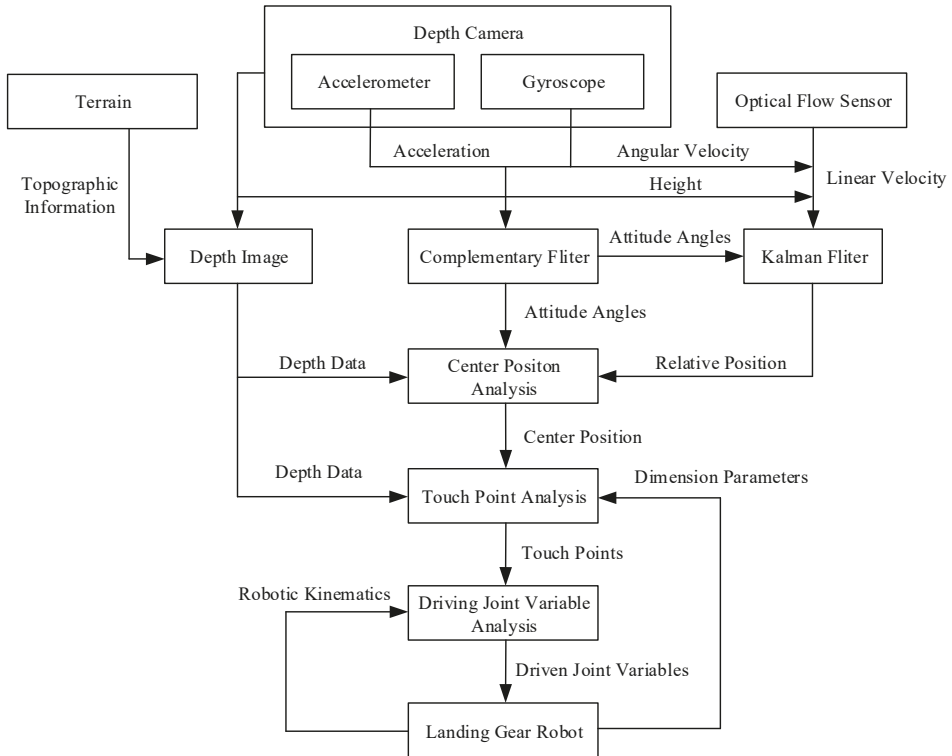 Depth Camera
Accelerometer
Gyroscope
Terrain
Optical Flow Sensor
Acceleration
Angular Velocity
Topographic
Information
Height
Linear Velocity
Depth Image
Complementary Fliter
Attitude Angles
Kalman Fliter
Attitude Angles
Depth Data
Center Positon
Analysis
Relative Position
Center Position
Depth Data
Touch Point Analysis
Dimension Parameters
Touch Points
Robotic Kinematics
Driving Joint Variable
Analysis
Driven Joint Variables
Landing Gear Robot